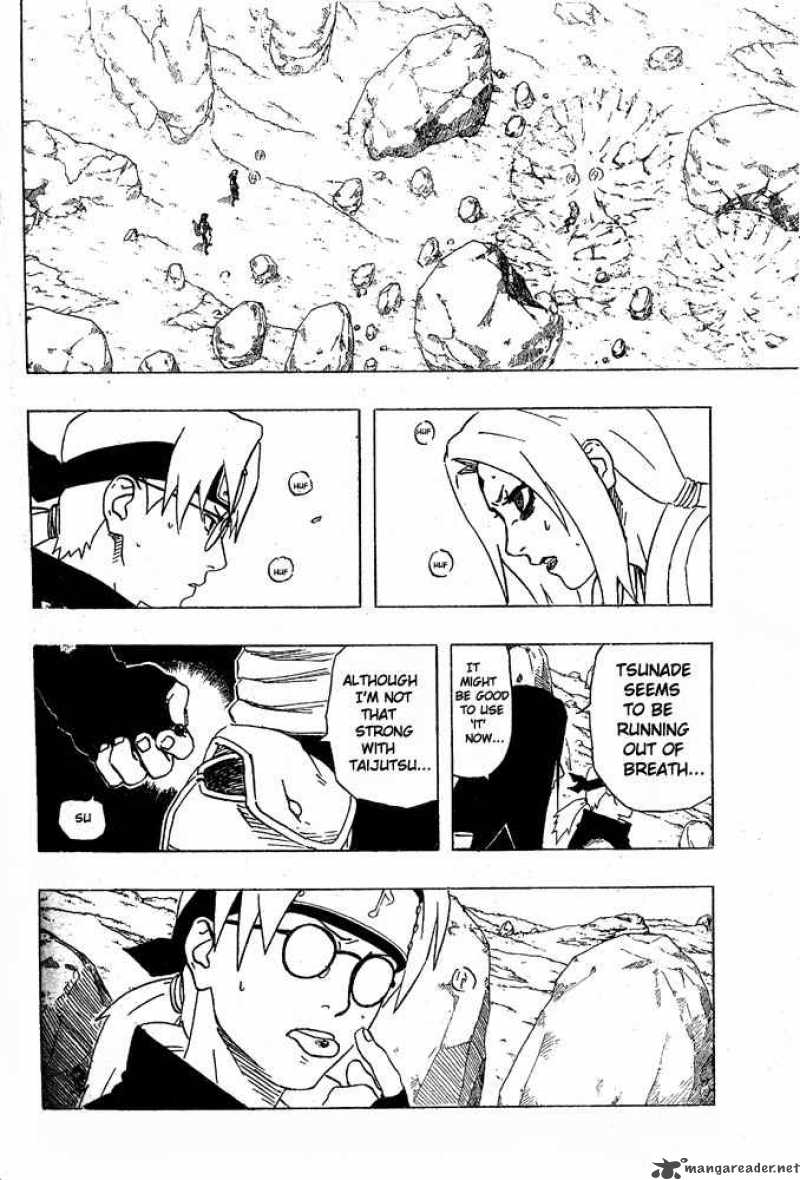 HUF
HUF
HUF
HUF
TSUNADE
SEEMS
TO BE
RUNNING
OUT OF
BREATH...
IT
MIGHT
BE GOOD
TO USE
'IT'
NOW...
ALTHOUGH
I'M NOT
THAT
STRONG
WITH
TAIJUTSU...
SU
mangareader.net